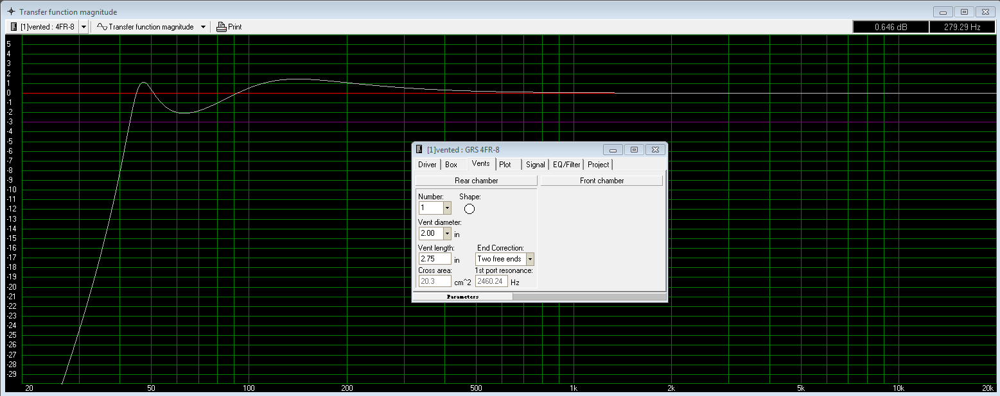 Transfer function magnitude
[1]vented : 4FR-8 Transfer function magnitude Print 0.646 dB 279.29 Hz
5
4
3
2
1
0
-1
-2
-3
-4
-5
-6
-7
-8
-9
-10
-11
-12
-13
-14
-15
-16
-17
-18
-19
-20
-21
-22
-23
-24
-25
-26
-27
-28
-29
20 50 100 200 500 1k 2k 5k 10k 20k
[1]vented : GRS 4FR-8
Driver Box Vents Plot Signal EQ/Filter Project
Rear chamber Front chamber
Number: Shape:
1
Vent diameter:
2.00 in
Vent length: End Correction:
2.75 in Two free ends
Cross area: 1st port resonance:
20.3 cm^2 2460.24 Hz
Parameters